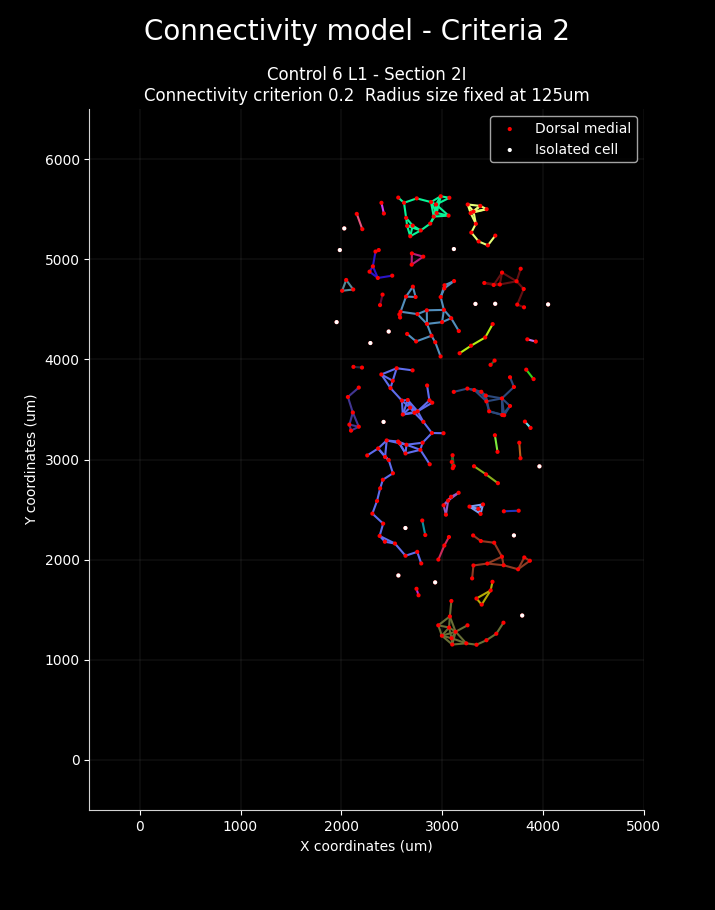 Connectivity model - Criteria 2
Control 6 L1 - Section 2I
Connectivity criterion 0.2  Radius size fixed at 125um
Dorsal medial
Isolated cell
6000
5000
4000
3000
2000
1000
0
Y coordinates (um)
0
1000
2000
3000
4000
5000
X coordinates (um)